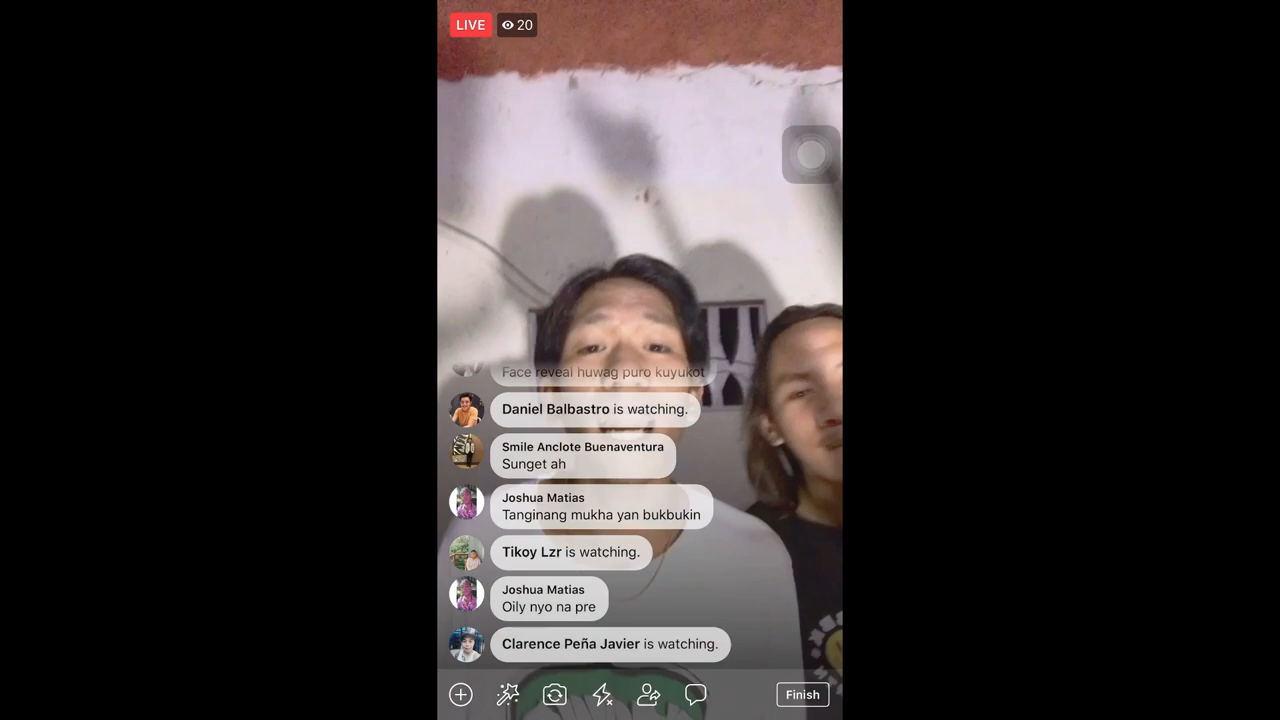 LIVE
20
Face reveal huwag puro kuyukot
Daniel Balbastro is watching.
Smile Anclote Buenaventura
Sunget ah
Joshua Matias
Tanginang mukha yan bukbukin
Tikoy Lzr is watching.
Joshua Matias
Oily nyo na pre
Clarence Peña Javier is watching.
Finish